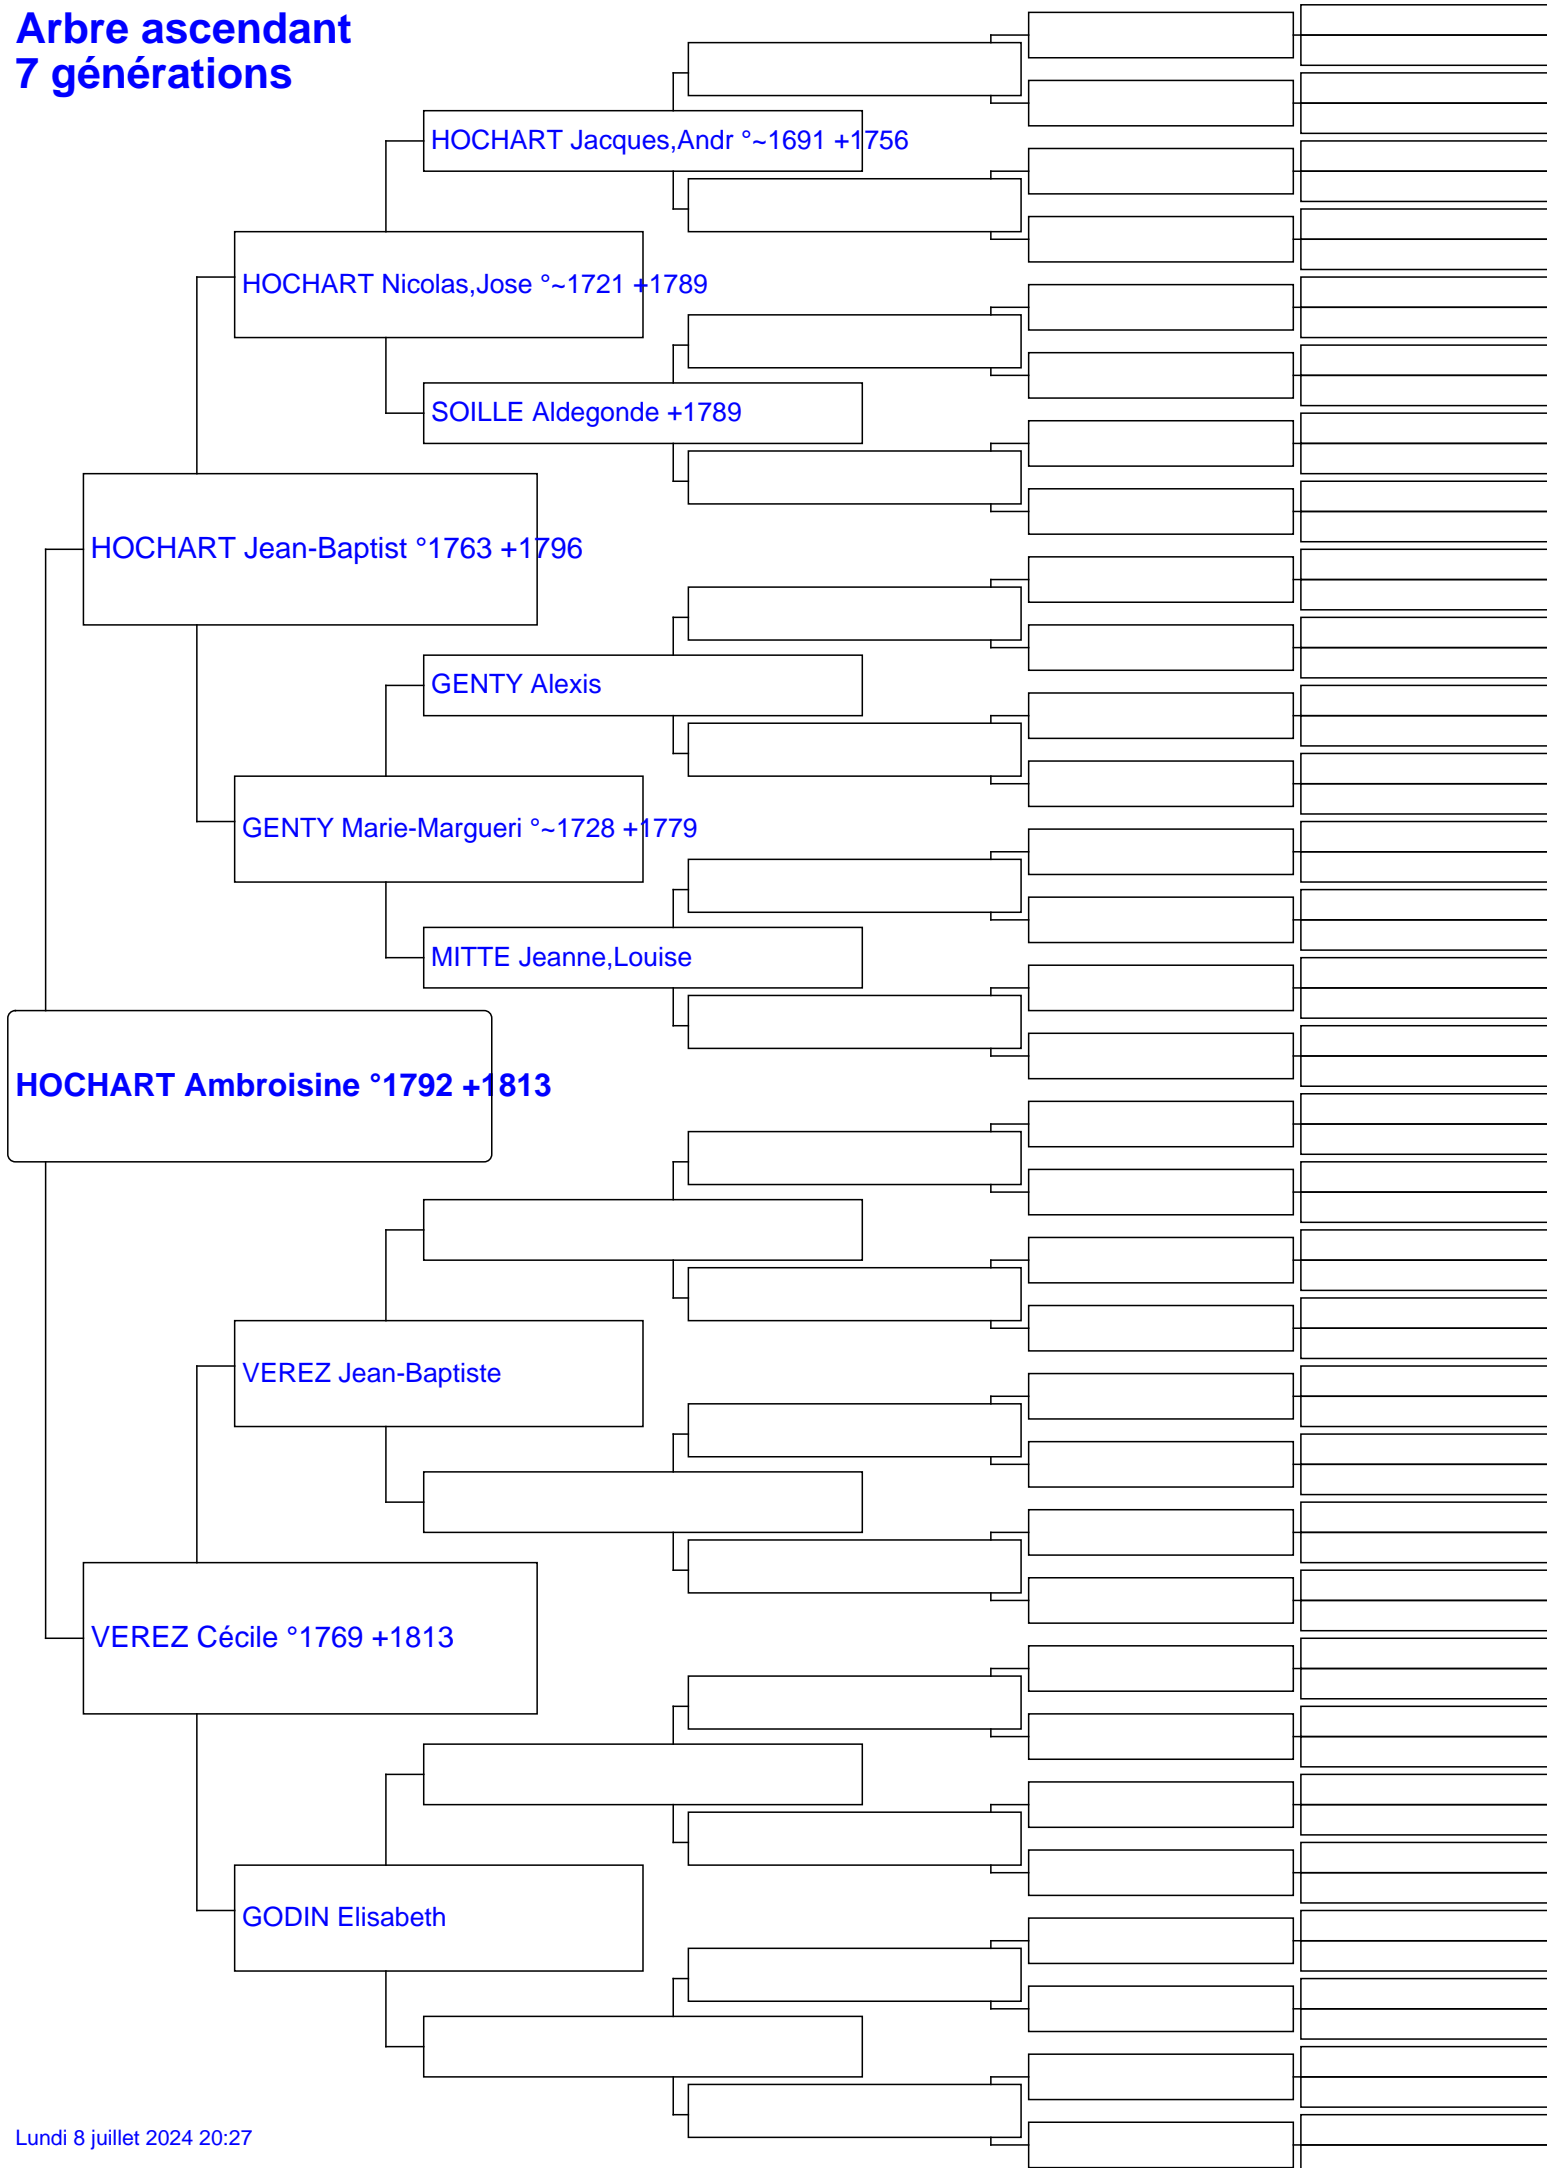 Arbre ascendant
7 générations
HOCHART Jacques,Andr °~1691 +1756
HOCHART Nicolas,Jose °~1721 +1789
SOILLE Aldegonde +1789
HOCHART Jean-Baptist °1763 +1796
GENTY Alexis
GENTY Marie-Margueri °~1728 +1779
MITTE Jeanne,Louise
HOCHART Ambroisine °1792 +1813
VEREZ Jean-Baptiste
VEREZ Cécile °1769 +1813
GODIN Elisabeth
Lundi 8 juillet 2024 20:27